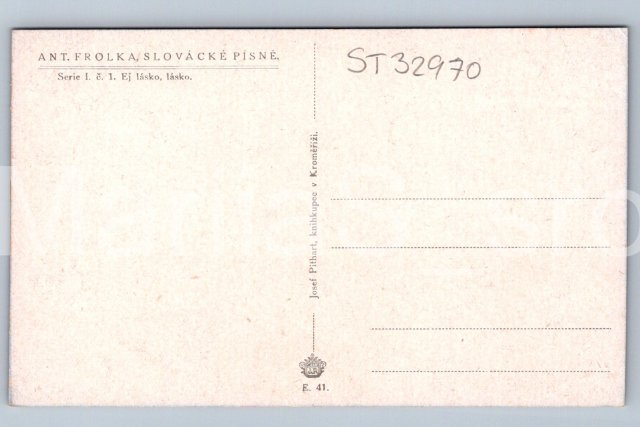 ANT. FROLKA, SLOVÁCKÉ PÍSNĚ.
Serie I. č. 1. Ej lásko, lásko.
ST32970
Josef Pithart, knihkupec v Kroměříži.
E. 41.